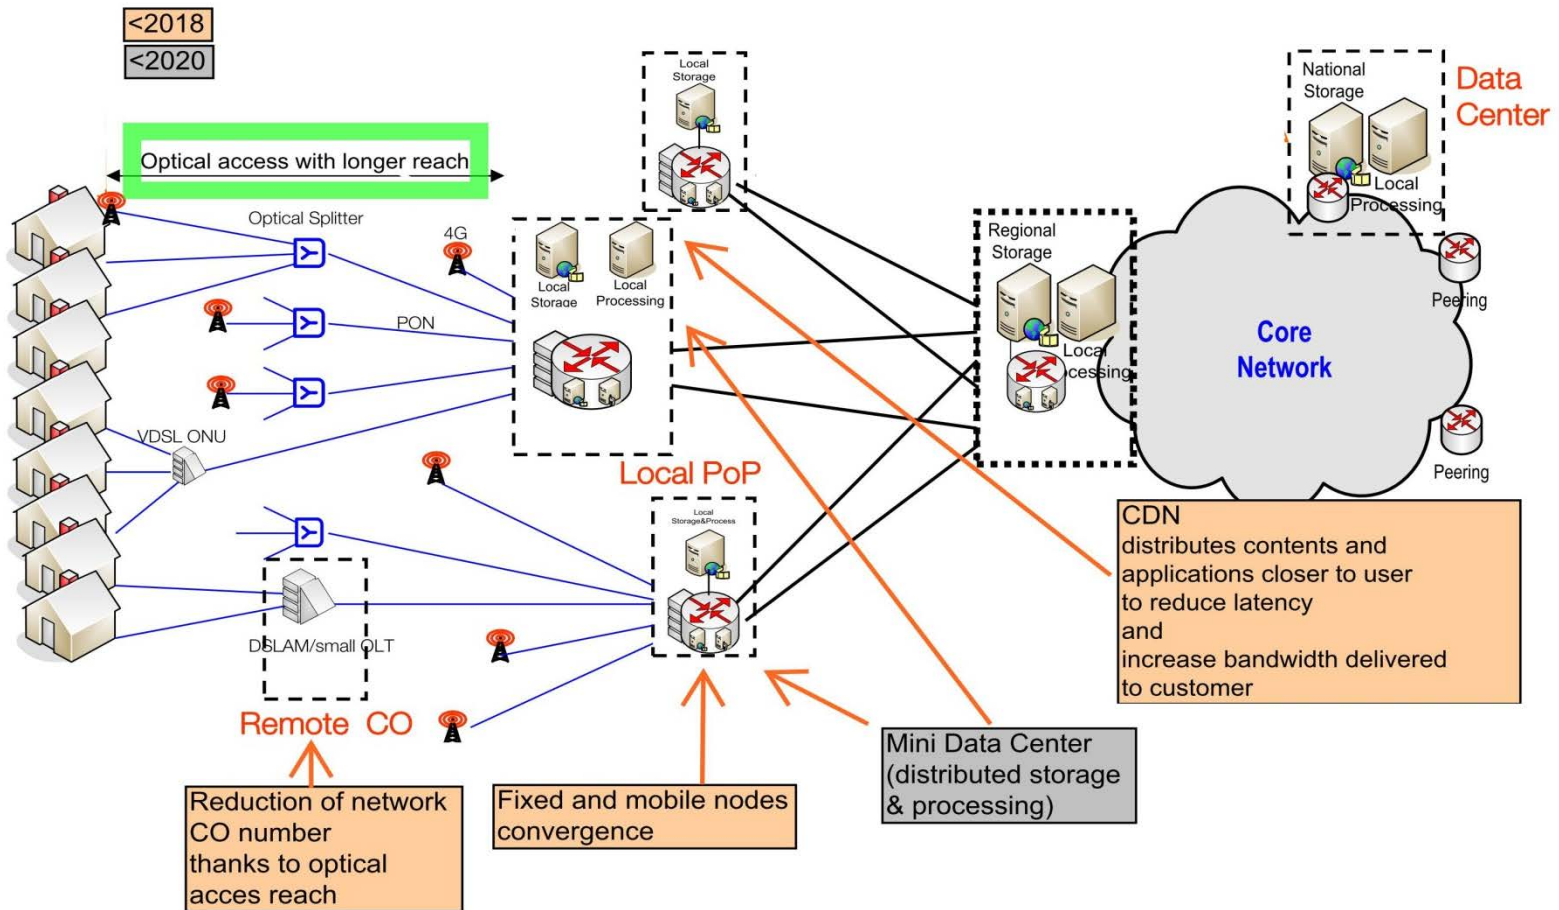 <2018
<2020
Optical access with longer reach
Optical Splitter
4G
PON
VDSL ONU
DSLAM/small OLT
Remote CO
Local
Storage
Local
Storage
Local
Processing
Local PoP
Local
Storage&Process
Regional
Storage
Local
ocessing
National
Storage
Local
Processing
Data
Center
Peering
Peering
Core
Network
CDN
distributes contents and
applications closer to user
to reduce latency
and
increase bandwidth delivered
to customer
Mini Data Center
(distributed storage
& processing)
Fixed and mobile nodes
convergence
Reduction of network
CO number
thanks to optical
acces reach